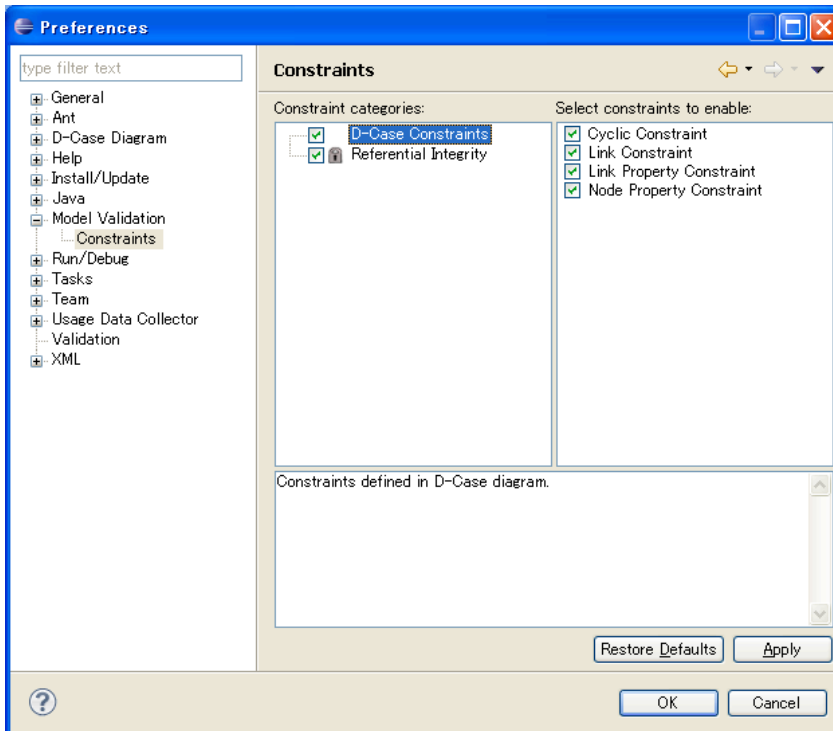 Preferences
type filter text
General
Ant
D-Case Diagram
Help
Install/Update
Java
Model Validation
Constraints
Run/Debug
Tasks
Team
Usage Data Collector
Validation
XML
Constraints
Constraint categories:
D-Case Constraints
Referential Integrity
Select constraints to enable:
Cyclic Constraint
Link Constraint
Link Property Constraint
Node Property Constraint
Constraints defined in D-Case diagram.
Restore Defaults
Apply
OK
Cancel